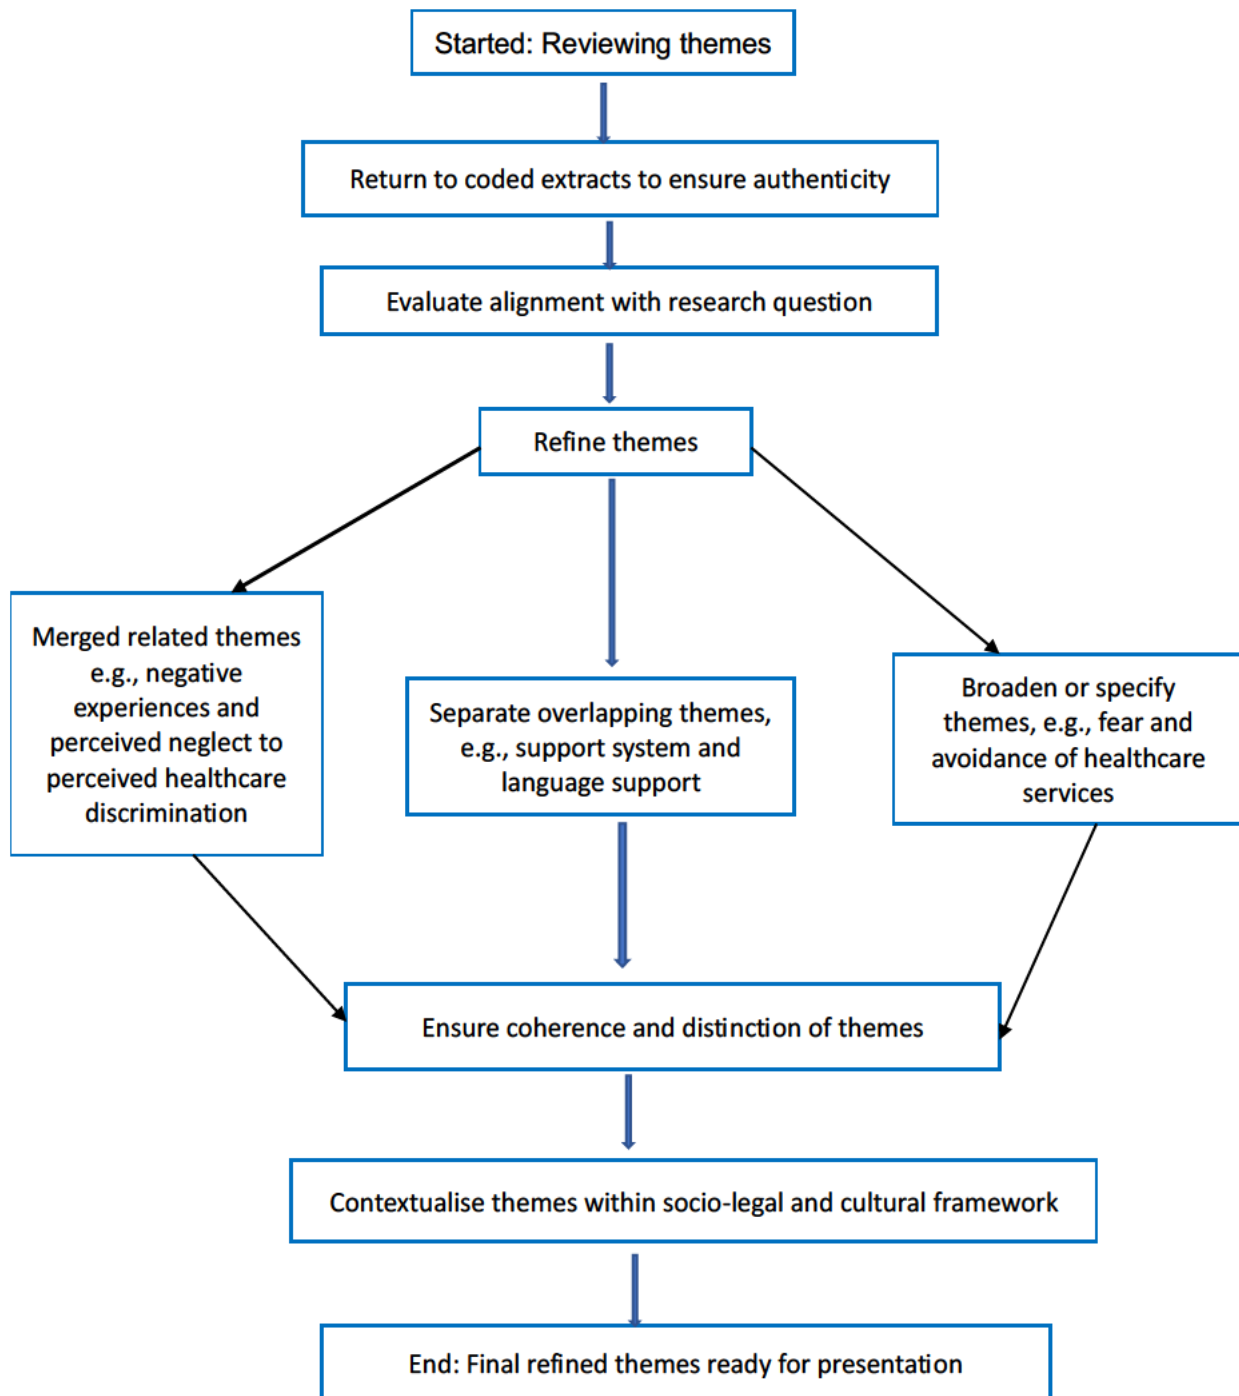 Started: Reviewing themes
Return to coded extracts to ensure authenticity
Evaluate alignment with research question
Refine themes
Merged related themes
e.g., negative
experiences and
perceived neglect to
perceived healthcare
discrimination
Separate overlapping themes,
e.g., support system and
language support
Broaden or specify
themes, e.g., fear and
avoidance of healthcare
services
Ensure coherence and distinction of themes
Contextualise themes within socio-legal and cultural framework
End: Final refined themes ready for presentation